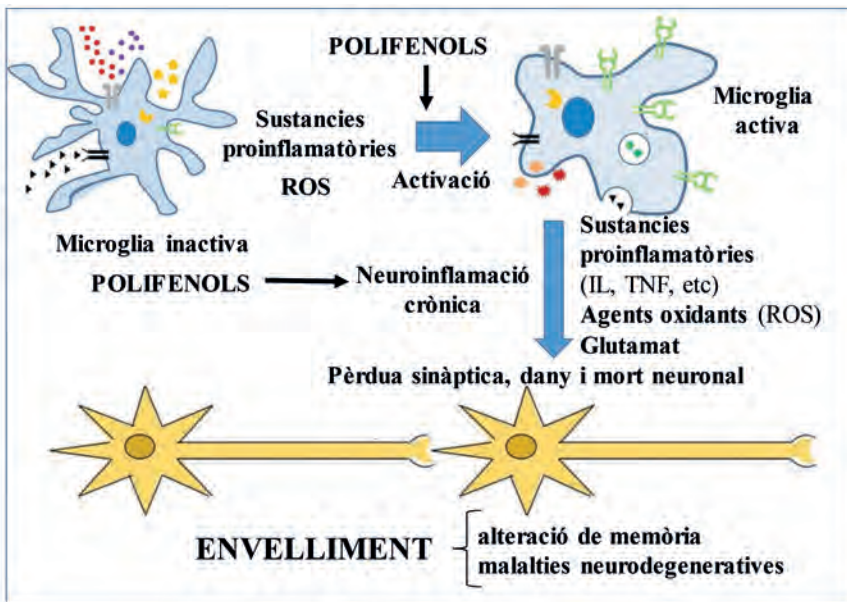 POLIFENOLS
Sustancies
proinflamatòries
ROS
Activació
Microglia
activa
Microglia inactiva
POLIFENOLS
Neuroinflamació
crònica
Sustancies
proinflamatòries
(IL, TNF, etc)
Agents oxidants (ROS)
Glutamat
Pèrdua sinàptica, dany i mort neuronal
ENVELLIMENT
alteració de memòria
malalties neurodegeneratives